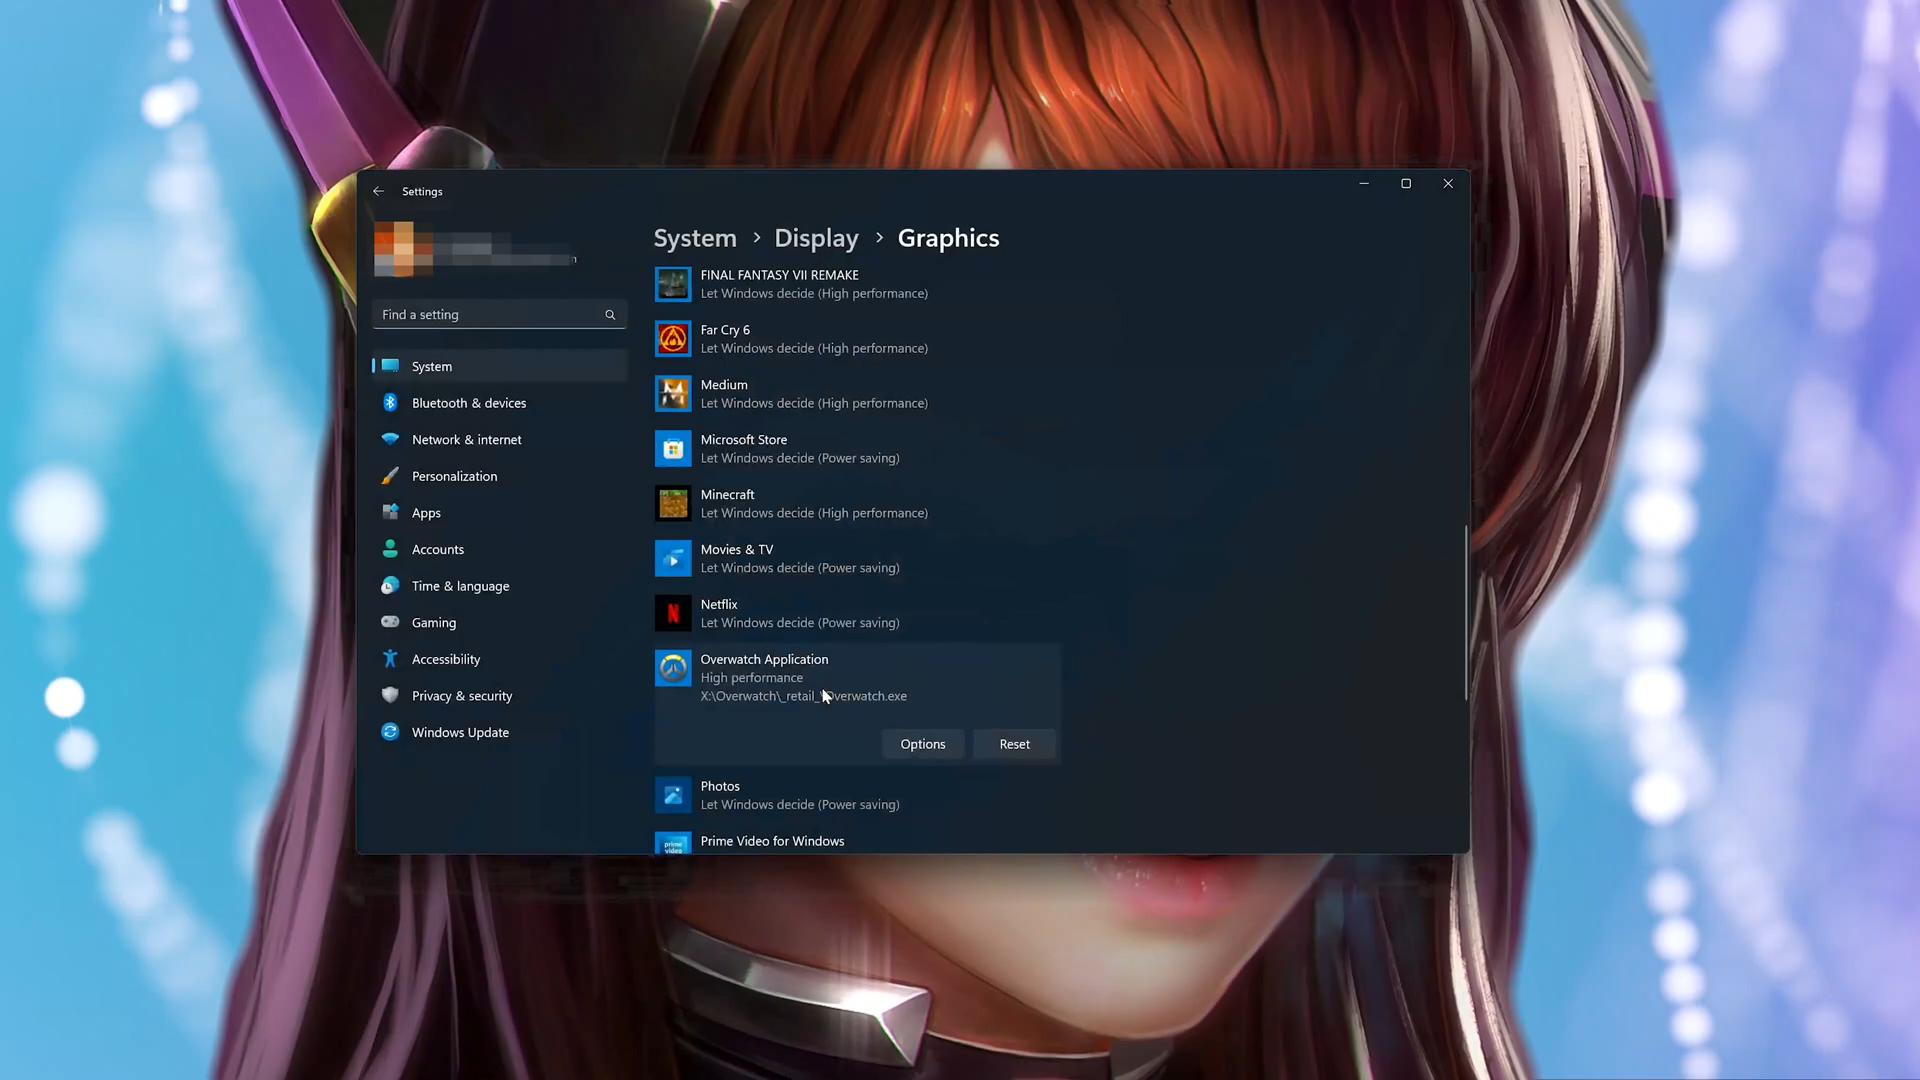 Settings
System > Display > Graphics
n
Find a setting
System
Bluetooth & devices
Network & internet
Personalization
Apps
Accounts
Time & language
Gaming
Accessibility
Privacy & security
Windows Update
FINAL FANTASY VII REMAKE
Let Windows decide (High performance)
Far Cry 6
Let Windows decide (High performance)
Medium
Let Windows decide (High performance)
Microsoft Store
Let Windows decide (Power saving)
Minecraft
Let Windows decide (High performance)
Movies & TV
Let Windows decide (Power saving)
N
Netflix
Let Windows decide (Power saving)
Overwatch Application
High performance
X:\Overwatch\_retail_\Overwatch.exe
Options
Reset
Photos
Let Windows decide (Power saving)
prime video
Prime Video for Windows